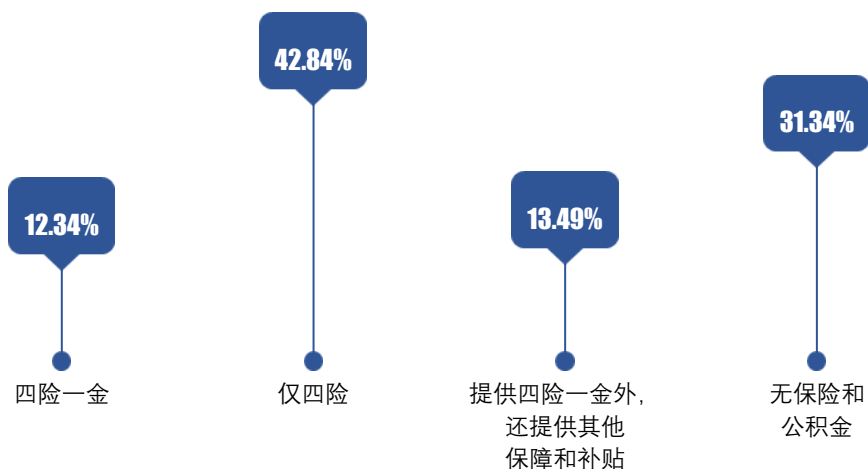 42.84%
31.34%
12.34%
13.49%
四险一金
仅四险
提供四险一金外，
还提供其他
保障和补贴
无保险和
公积金